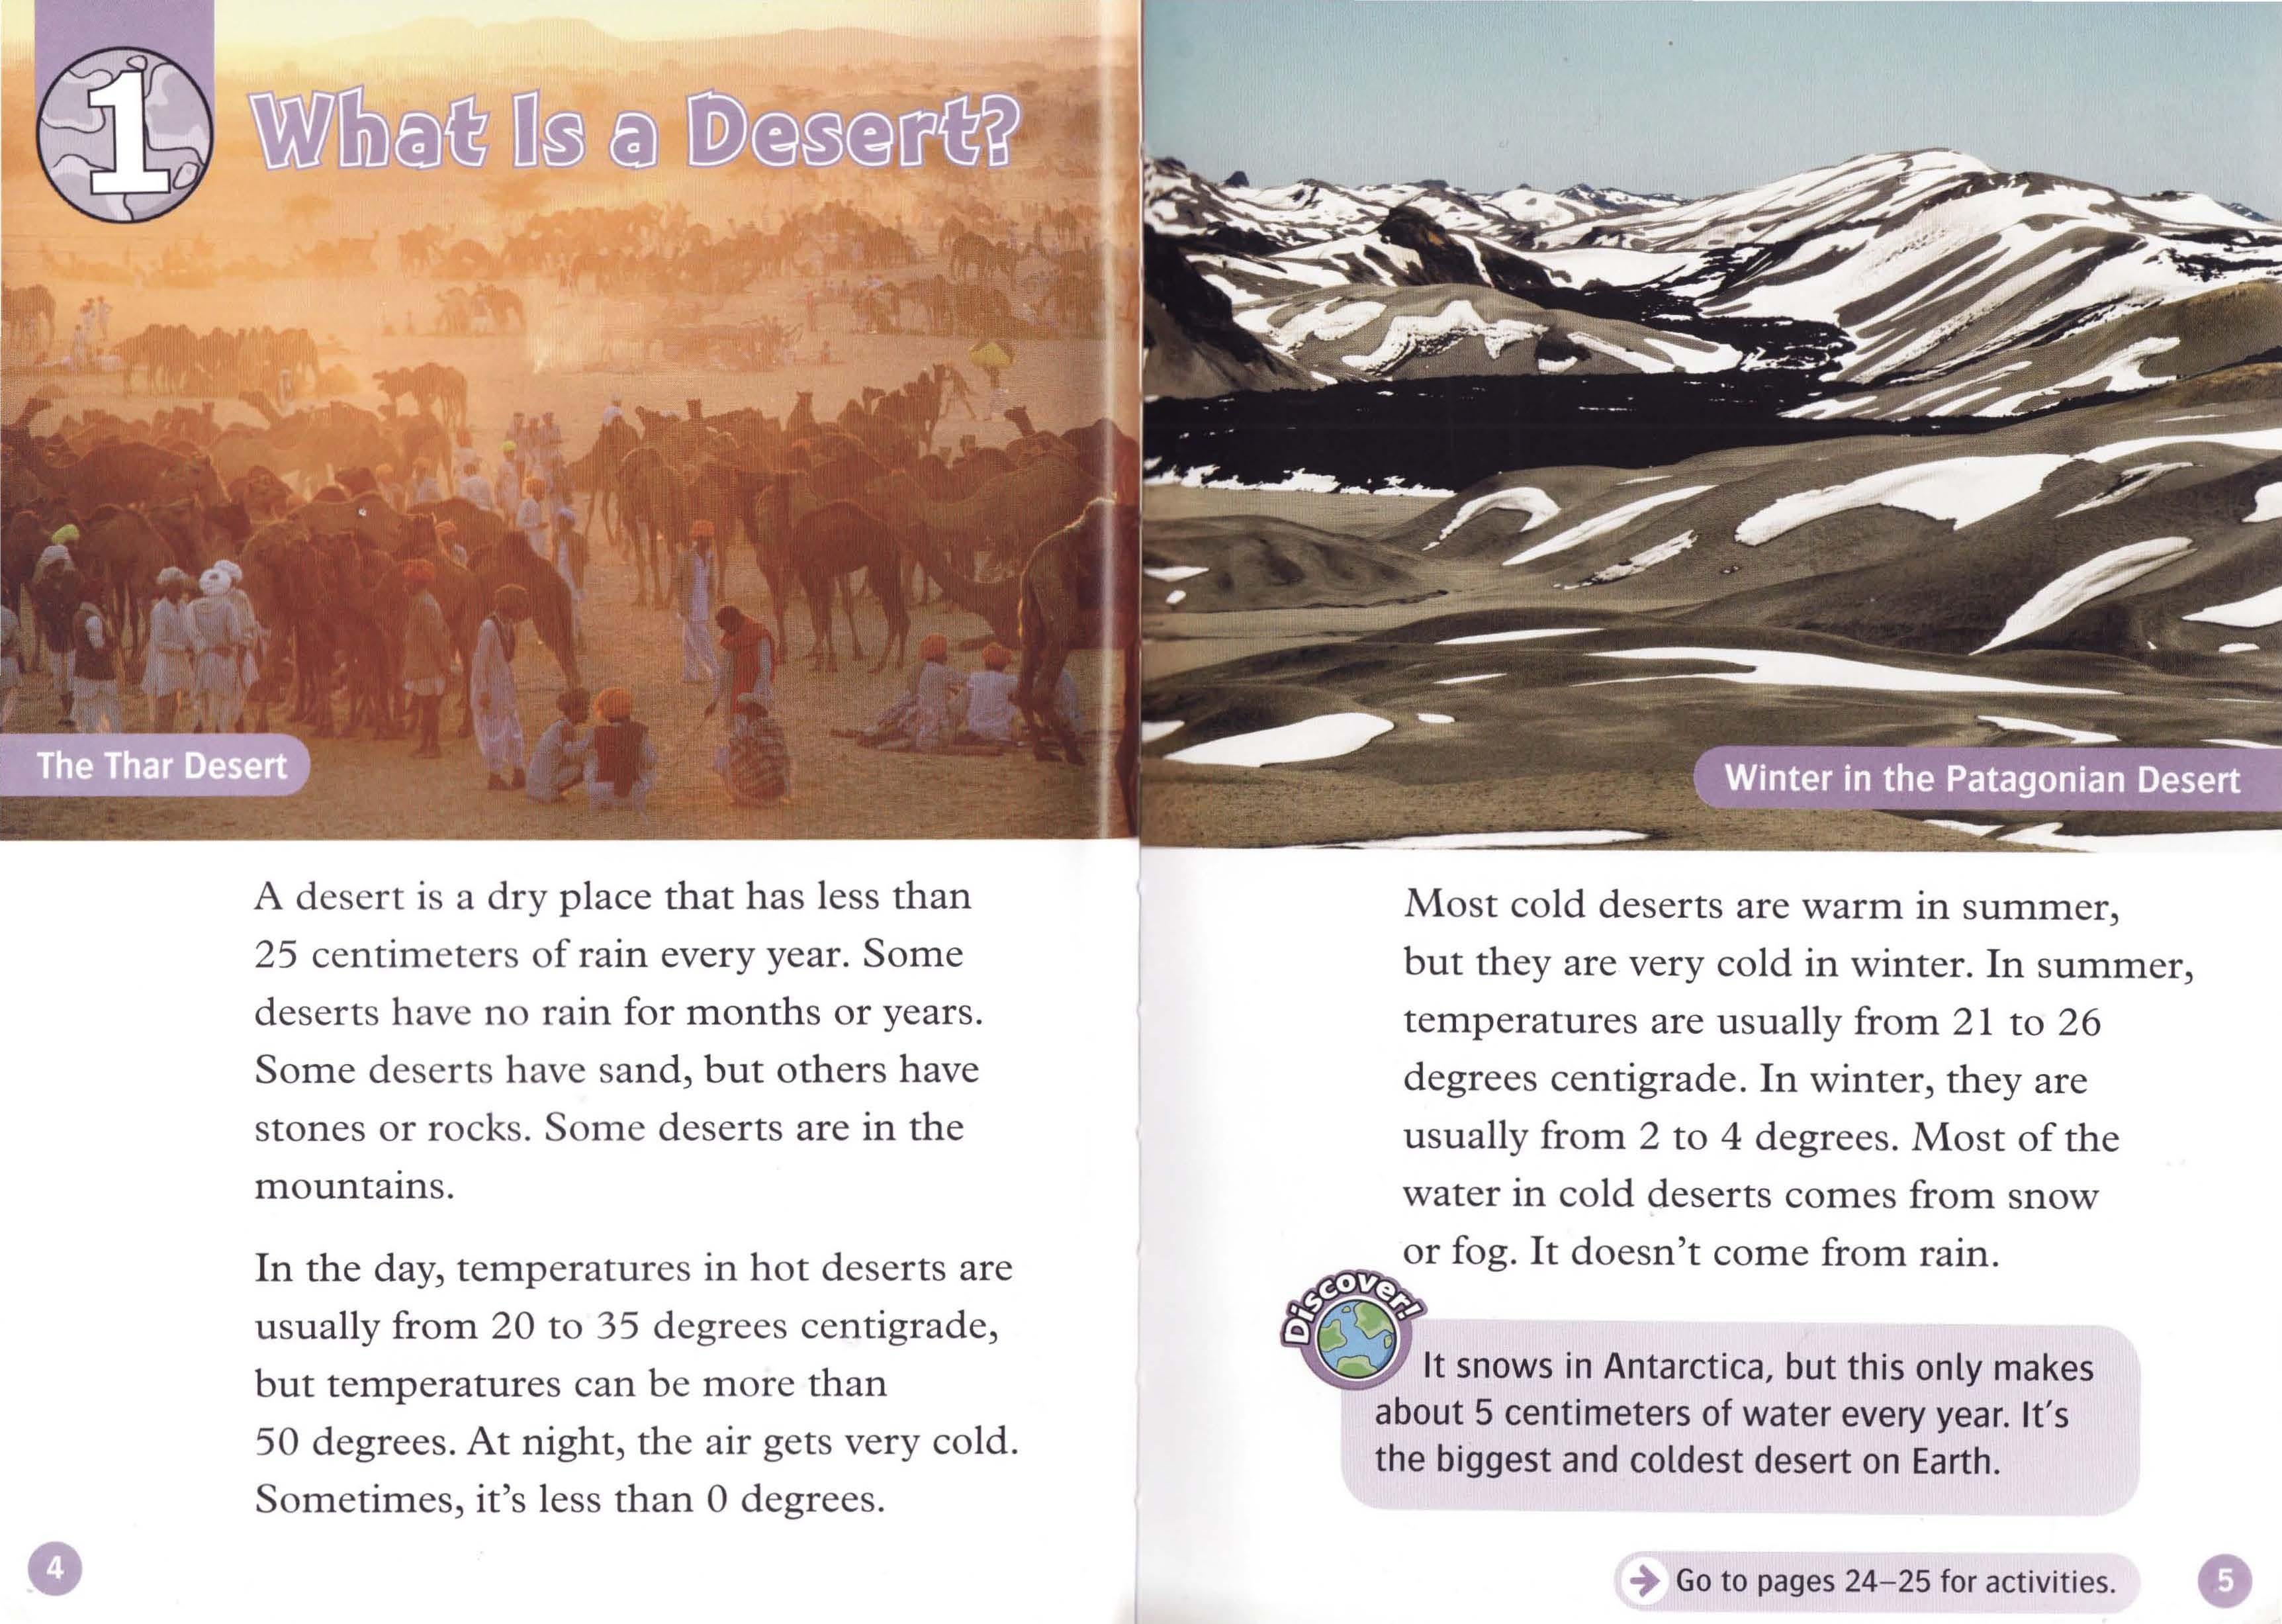 1
What Is a Desert?
The Thar Desert
A desert is a dry place that has less than
25 centimeters of rain every year. Some
deserts have no rain for months or years.
Some deserts have sand, but others have
stones or rocks. Some deserts are in the
mountains.
In the day, temperatures in hot deserts are
usually from 20 to 35 degrees centigrade,
but temperatures can be more than
50 degrees. At night, the air gets very cold.
Sometimes, it's less than 0 degrees.
4
Winter in the Patagonian Desert
Most cold deserts are warm in summer,
but they are very cold in winter. In summer,
temperatures are usually from 21 to 26
degrees centigrade. In winter, they are
usually from 2 to 4 degrees. Most of the
water in cold deserts comes from snow
or fog. It doesn't come from rain.
Discover!
It snows in Antarctica, but this only makes
about 5 centimeters of water every year. It's
the biggest and coldest desert on Earth.
Go to pages 24–25 for activities.
5